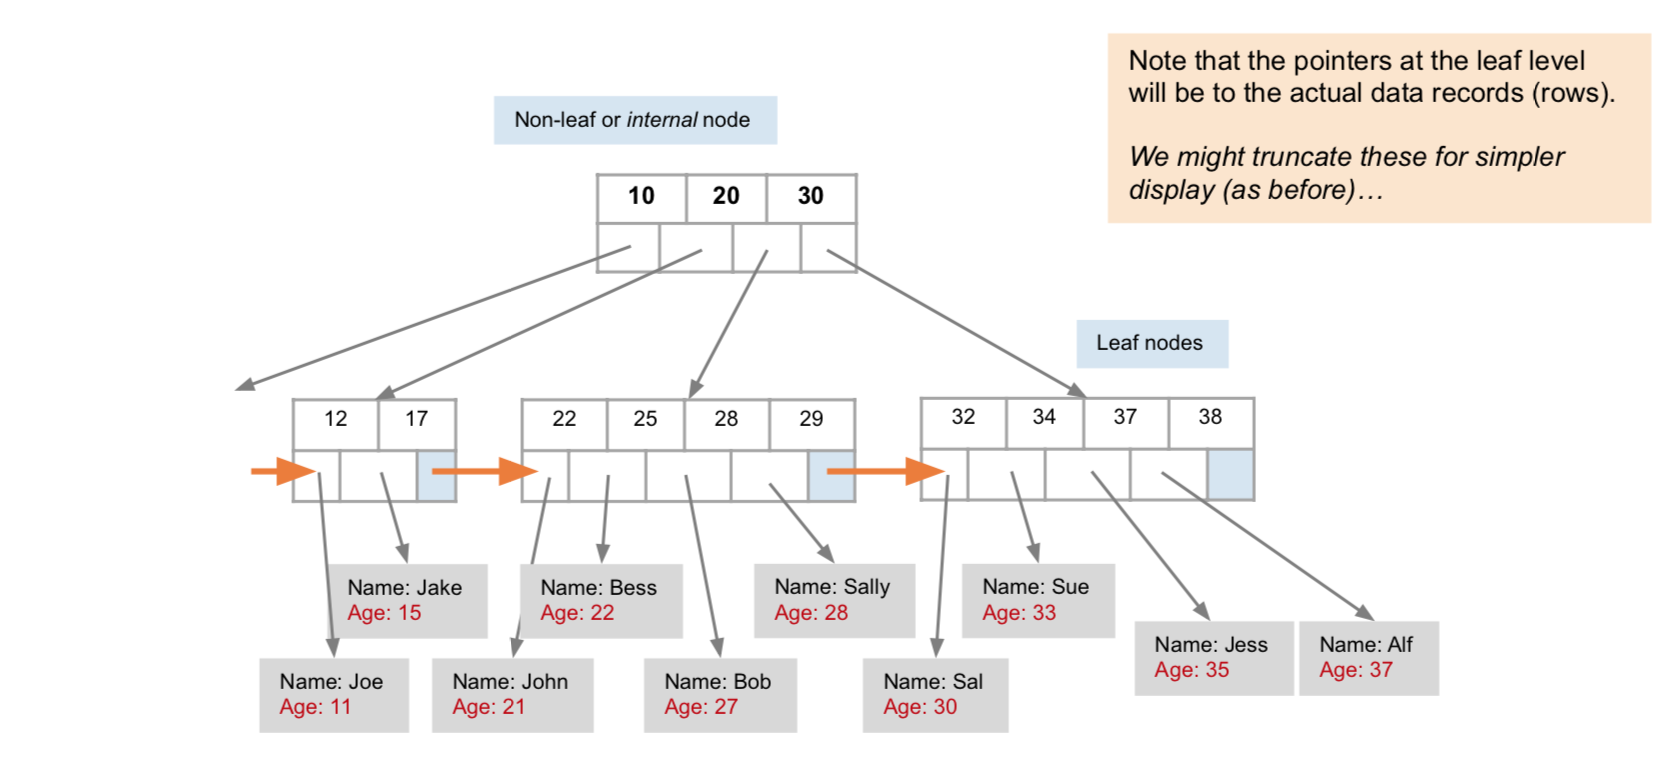 Note that the pointers at the leaf level
will be to the actual data records (rows).
We might truncate these for simpler
display (as before)…
Non-leaf or internal node
10 20 30
Leaf nodes
12 17
22 25 28 29
32 34 37 38
Name: Jake
Age: 15
Name: Bess
Age: 22
Name: Sally
Age: 28
Name: Sue
Age: 33
Name: Jess
Age: 35
Name: Alf
Age: 37
Name: Joe
Age: 11
Name: John
Age: 21
Name: Bob
Age: 27
Name: Sal
Age: 30